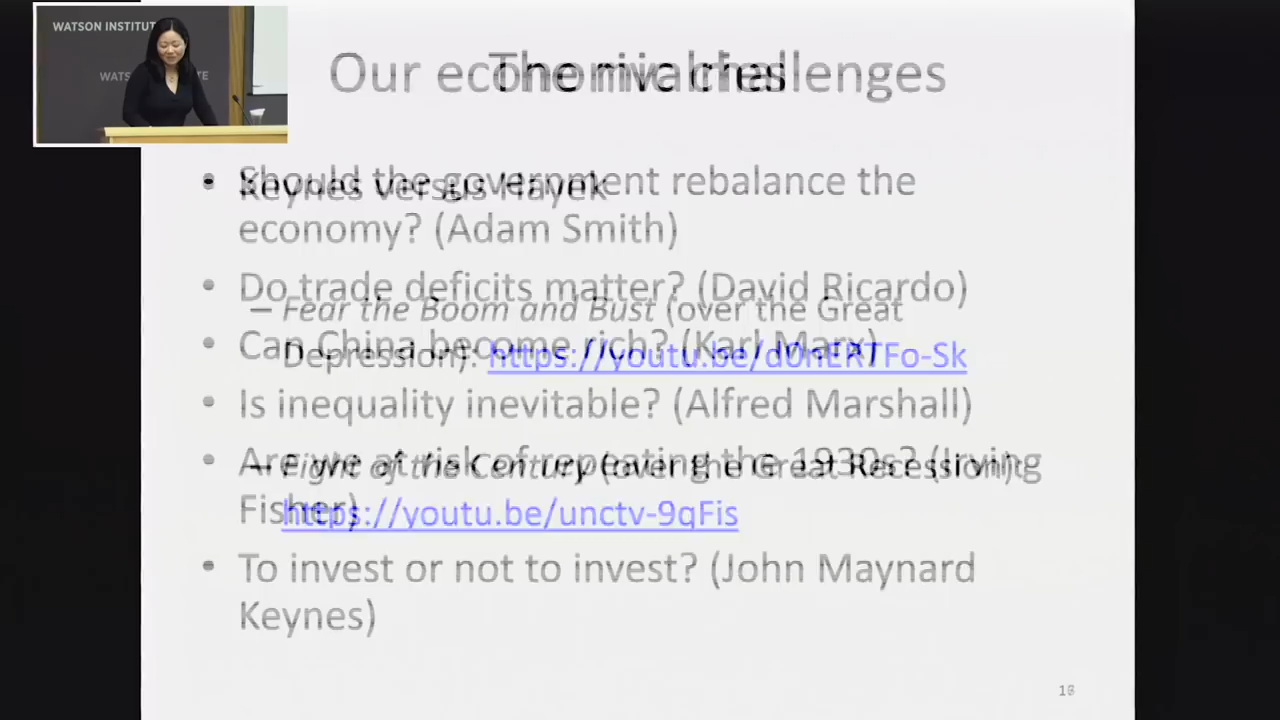 WATSON INSTITUT
Our economic challenges
The rivalries
• Should the government rebalance the
economy? (Adam Smith)
• Do trade deficits matter? (David Ricardo)
• Can China become rich? (Karl Marx)
• Is inequality inevitable? (Alfred Marshall)
• Are we at risk of repeating the 1930s? (Irving
Fisher)
• To invest or not to invest? (John Maynard
Keynes)
• Keynes versus Hayek
– Fear the Boom and Bust (over the Great
Depression): https://youtu.be/d0nERTFo-Sk
– Fight of the Century (over the Great Recession):
https://youtu.be/unctv-9qFis